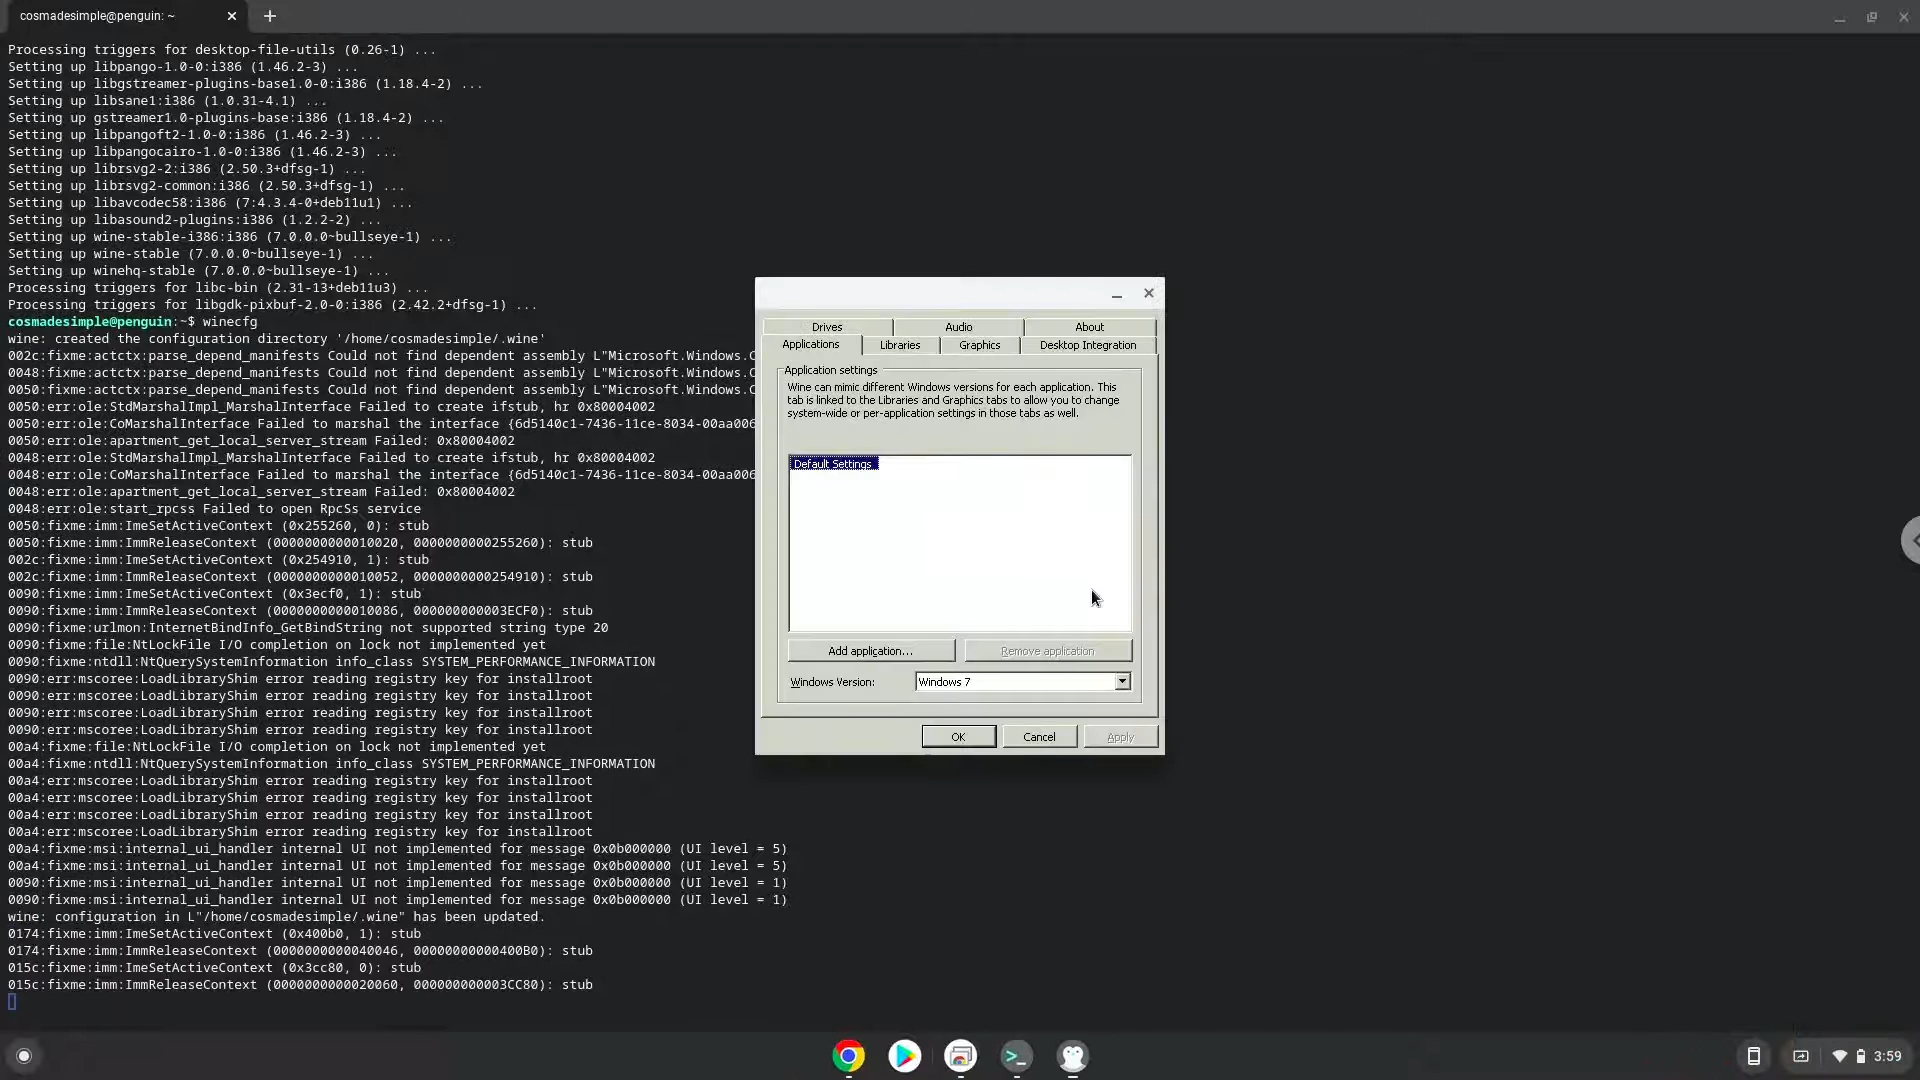 cosmadesimple@penguin: ~
Processing triggers for desktop-file-utils (0.26-1) ...
Setting up libpango-1.0-0:i386 (1.46.2-3) ...
Setting up libgstreamer-plugins-base1.0-0:i386 (1.18.4-2) ...
Setting up libsane1:i386 (1.0.31-4.1) ...
Setting up gstreamer1.0-plugins-base:i386 (1.18.4-2) ...
Setting up libpangoft2-1.0-0:i386 (1.46.2-3) ...
Setting up libpangocairo-1.0-0:i386 (1.46.2-3) ...
Setting up librsvg2-2:i386 (2.50.3+dfsg-1) ...
Setting up librsvg2-common:i386 (2.50.3+dfsg-1) ...
Setting up libavcodec58:i386 (7:4.3.4-0+deb11u1) ...
Setting up libasound2-plugins:i386 (1.2.2-2) ...
Setting up wine-stable-i386:i386 (7.0.0.0~bullseye-1) ...
Setting up wine-stable (7.0.0.0~bullseye-1) ...
Setting up winehq-stable (7.0.0.0~bullseye-1) ...
Processing triggers for libc-bin (2.31-13+deb11u3) ...
Processing triggers for libgdk-pixbuf-2.0-0:i386 (2.42.2+dfsg-1) ...
cosmadesimple@penguin:~$ winecfg
wine: created the configuration directory '/home/cosmadesimple/.wine'
002c:fixme:actctx:parse_depend_manifests Could not find dependent assembly L"Microsoft.Windows.C
0048:fixme:actctx:parse_depend_manifests Could not find dependent assembly L"Microsoft.Windows.C
0050:fixme:actctx:parse_depend_manifests Could not find dependent assembly L"Microsoft.Windows.C
0050:err:ole:StdMarshalImpl_MarshalInterface Failed to create ifstub, hr 0x80004002
0050:err:ole:CoMarshalInterface Failed to marshal the interface {6d5140c1-7436-11ce-8034-00aa006
0050:err:ole:apartment_get_local_server_stream Failed: 0x80004002
0048:err:ole:StdMarshalImpl_MarshalInterface Failed to create ifstub, hr 0x80004002
0048:err:ole:CoMarshalInterface Failed to marshal the interface {6d5140c1-7436-11ce-8034-00aa006
0048:err:ole:apartment_get_local_server_stream Failed: 0x80004002
0048:err:ole:start_rpcss Failed to open RpcSs service
0050:fixme:imm:ImeSetActiveContext (0x255260, 0): stub
0050:fixme:imm:ImmReleaseContext (0000000000010020, 0000000000255260): stub
002c:fixme:imm:ImeSetActiveContext (0x254910, 1): stub
002c:fixme:imm:ImmReleaseContext (0000000000010052, 0000000000254910): stub
0090:fixme:imm:ImeSetActiveContext (0x3ecf0, 1): stub
0090:fixme:imm:ImmReleaseContext (0000000000010086, 000000000003ECF0): stub
0090:fixme:urlmon:InternetBindInfo_GetBindString not supported string type 20
0090:fixme:file:NtLockFile I/O completion on lock not implemented yet
0090:fixme:ntdll:NtQuerySystemInformation info_class SYSTEM_PERFORMANCE_INFORMATION
0090:err:mscoree:LoadLibraryShim error reading registry key for installroot
0090:err:mscoree:LoadLibraryShim error reading registry key for installroot
0090:err:mscoree:LoadLibraryShim error reading registry key for installroot
0090:err:mscoree:LoadLibraryShim error reading registry key for installroot
00a4:fixme:file:NtLockFile I/O completion on lock not implemented yet
00a4:fixme:ntdll:NtQuerySystemInformation info_class SYSTEM_PERFORMANCE_INFORMATION
00a4:err:mscoree:LoadLibraryShim error reading registry key for installroot
00a4:err:mscoree:LoadLibraryShim error reading registry key for installroot
00a4:err:mscoree:LoadLibraryShim error reading registry key for installroot
00a4:err:mscoree:LoadLibraryShim error reading registry key for installroot
00a4:fixme:msi:internal_ui_handler internal UI not implemented for message 0x0b000000 (UI level = 5)
00a4:fixme:msi:internal_ui_handler internal UI not implemented for message 0x0b000000 (UI level = 5)
0090:fixme:msi:internal_ui_handler internal UI not implemented for message 0x0b000000 (UI level = 1)
0090:fixme:msi:internal_ui_handler internal UI not implemented for message 0x0b000000 (UI level = 1)
wine: configuration in L"/home/cosmadesimple/.wine" has been updated.
0174:fixme:imm:ImeSetActiveContext (0x400b0, 1): stub
0174:fixme:imm:ImmReleaseContext (0000000000040046, 00000000000400B0): stub
015c:fixme:imm:ImeSetActiveContext (0x3cc80, 0): stub
015c:fixme:imm:ImmReleaseContext (0000000000020060, 000000000003CC80): stub
Drives Audio About
Applications Libraries Graphics Desktop Integration
Application settings
Wine can mimic different Windows versions for each application. This
tab is linked to the Libraries and Graphics tabs to allow you to change
system-wide or per-application settings in those tabs as well.
Default Settings
Add application... Remove application
Windows Version: Windows 7
OK Cancel Apply
3:59